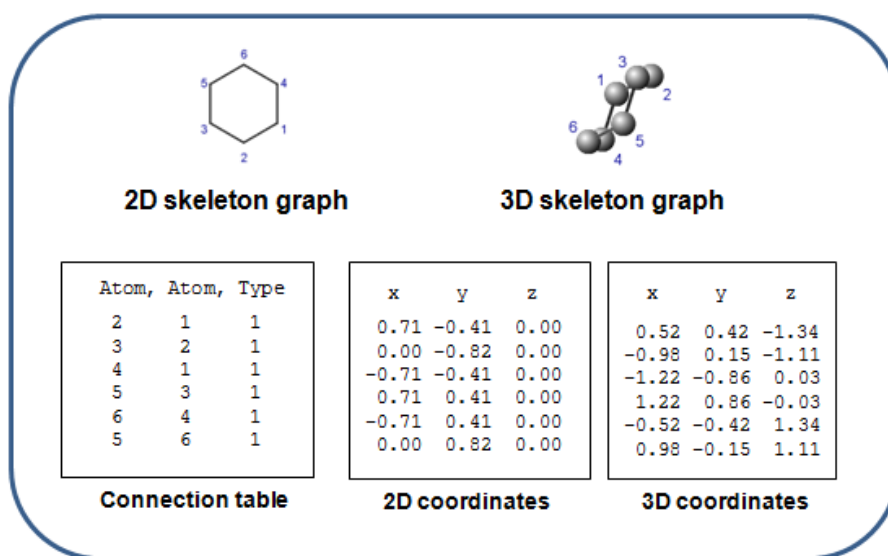 6
5
4
3
1
2
3
1
2
6
5
4
2D skeleton graph
3D skeleton graph
Atom, Atom, Type
2 1 1
3 2 1
4 1 1
5 3 1
6 4 1
5 6 1
Connection table
x y z
0.71 -0.41 0.00
0.00 -0.82 0.00
-0.71 -0.41 0.00
0.71 0.41 0.00
-0.71 0.41 0.00
0.00 0.82 0.00
2D coordinates
x y z
0.52 0.42 -1.34
-0.98 0.15 -1.11
-1.22 -0.86 0.03
1.22 0.86 -0.03
-0.52 -0.42 1.34
0.98 -0.15 1.11
3D coordinates